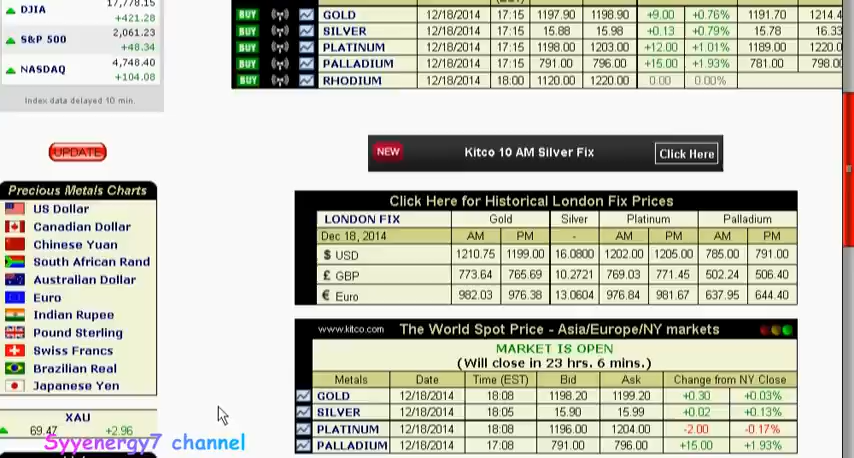 DJIA 17,778.15
+421.28
S&P 500 2,061.23
+48.34
NASDAQ 4,748.40
+104.08
Index data delayed 10 min.
BUY GOLD 12/18/2014 17:15 1197.90 1198.90 +9.00 +0.76% 1191.70 1214.4
BUY SILVER 12/18/2014 17:15 15.88 15.98 +0.13 +0.79% 15.78 16.33
BUY PLATINUM 12/18/2014 17:15 1198.00 1203.00 +12.00 +1.01% 1189.00 1220.0
BUY PALLADIUM 12/18/2014 17:15 791.00 796.00 +15.00 +1.93% 781.00 798.0
BUY RHODIUM 12/18/2014 18:00 1120.00 1220.00 0.00 0.00%
UPDATE
NEW Kitco 10 AM Silver Fix Click Here
Precious Metals Charts
US Dollar
Canadian Dollar
Chinese Yuan
South African Rand
Australian Dollar
Euro
Indian Rupee
Pound Sterling
Swiss Francs
Brazilian Real
Japanese Yen
Click Here for Historical London Fix Prices
LONDON FIX Gold Silver Platinum Palladium
Dec 18, 2014 AM PM - AM PM AM PM
$ USD 1210.75 1199.00 16.0800 1202.00 1205.00 785.00 791.00
£ GBP 773.64 765.69 10.2721 769.03 771.45 502.24 506.40
€ Euro 982.03 976.38 13.0604 976.84 981.67 637.95 644.40
www.kitco.com The World Spot Price - Asia/Europe/NY markets
MARKET IS OPEN
(Will close in 23 hrs. 6 mins.)
Metals Date Time (EST) Bid Ask Change from NY Close
GOLD 12/18/2014 18:08 1198.20 1199.20 +0.30 +0.03%
SILVER 12/18/2014 18:05 15.90 15.99 +0.02 +0.13%
PLATINUM 12/18/2014 18:08 1196.00 1204.00 -2.00 -0.17%
PALLADIUM 12/18/2014 17:08 791.00 796.00 +15.00 +1.93%
XAU
69.47 +2.96
Syyenergy7 channel